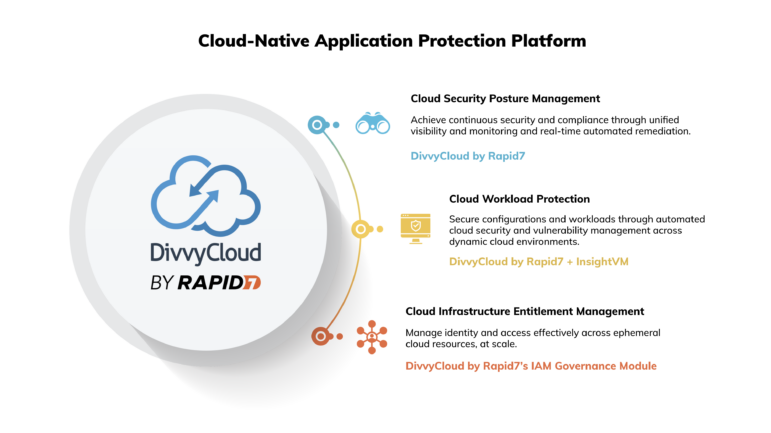 Cloud-Native Application Protection Platform
Cloud Security Posture Management
Achieve continuous security and compliance through unified
visibility and monitoring and real-time automated remediation.
DivvyCloud by Rapid7
DivvyCloud
BY RAPID7
Cloud Workload Protection
Secure configurations and workloads through automated
cloud security and vulnerability management across
dynamic cloud environments.
DivvyCloud by Rapid7 + InsightVM
Cloud Infrastructure Entitlement Management
Manage identity and access effectively across ephemeral
cloud resources, at scale.
DivvyCloud by Rapid7's IAM Governance Module